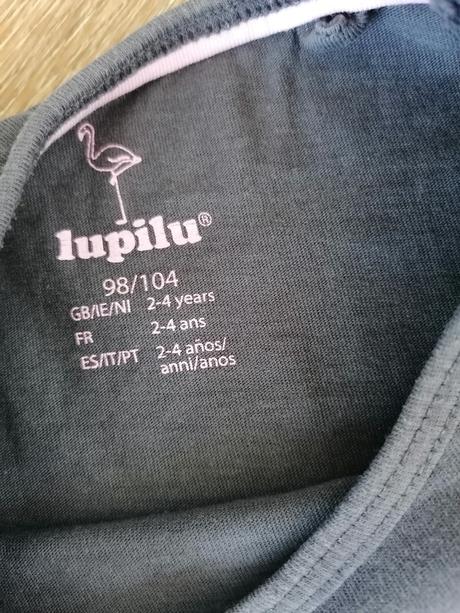 lupilu®
98/104
GB/IE/NI 2-4 years
FR 2-4 ans
ES/IT/PT 2-4 años/
anni/anos